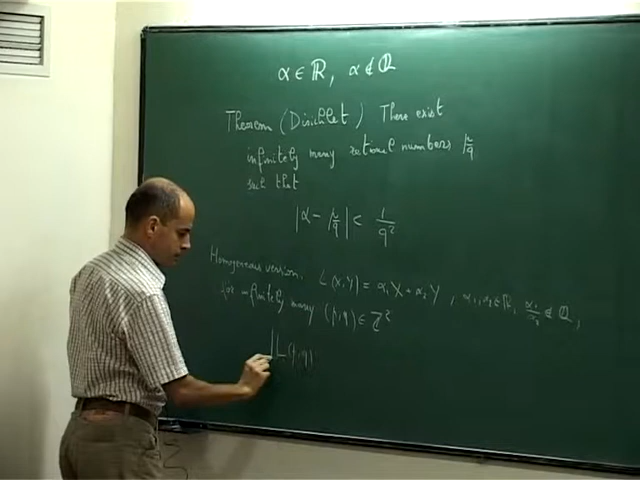 α ∈ ℝ, α ∉ ℚ
Theorem (Dirichlet) There exist
infinitely many rational numbers p/q
such that
|α - p/q| < 1/q²
Homogeneous version. L(X,Y) = α₁X + α₂Y, α₁, α₂ ∈ ℝ, α₁/α₂ ∉ ℚ,
for infinitely many (p,q) ∈ ℤ²
|L(p,q)